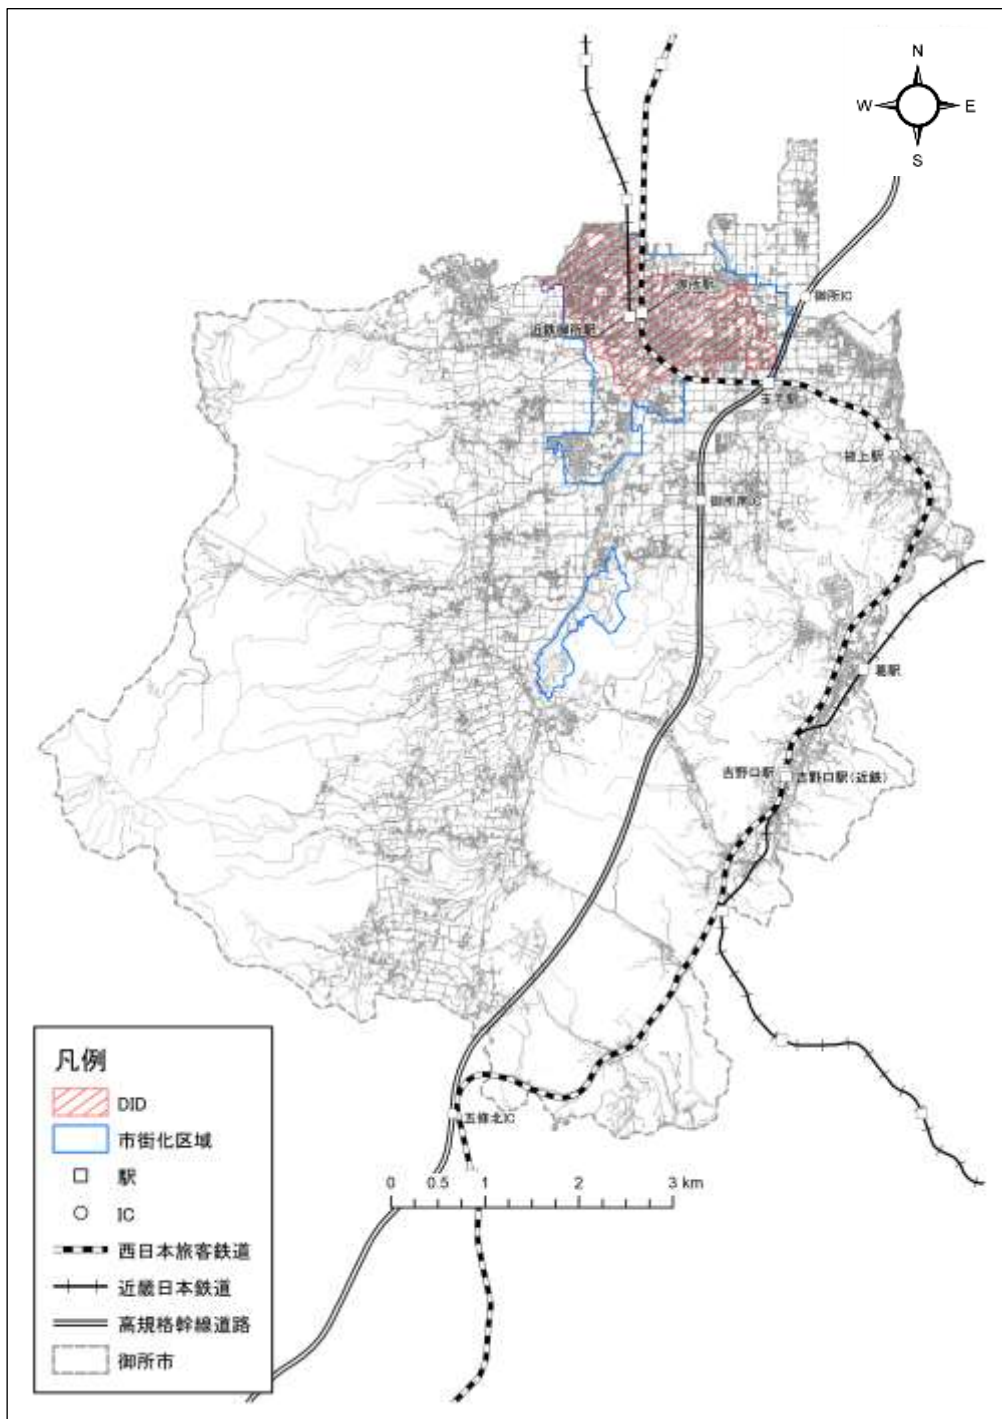 N
W
E
S
御所駅
御所IC
近鉄御所駅
玉手駅
掖上駅
御所南IC
葛駅
吉野口駅
吉野口駅(近鉄)
五條北IC
凡例
DID
市街化区域
駅
IC
西日本旅客鉄道
近畿日本鉄道
高規格幹線道路
御所市
0 0.5 1 2 3 km